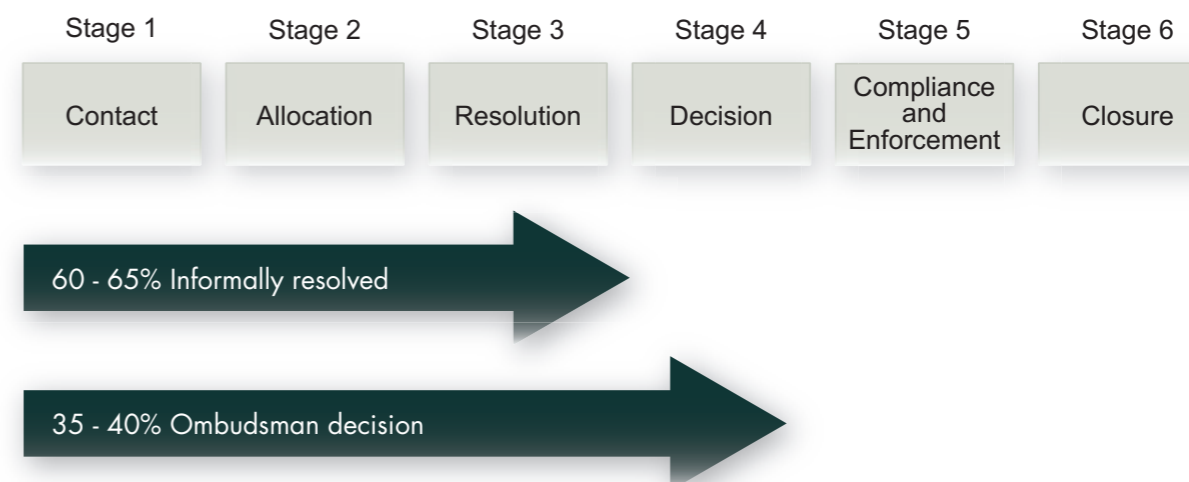 Stage 1
Stage 2
Stage 3
Stage 4
Stage 5
Stage 6
Contact
Allocation
Resolution
Decision
Compliance
and
Enforcement
Closure
60 - 65% Informally resolved
35 - 40% Ombudsman decision